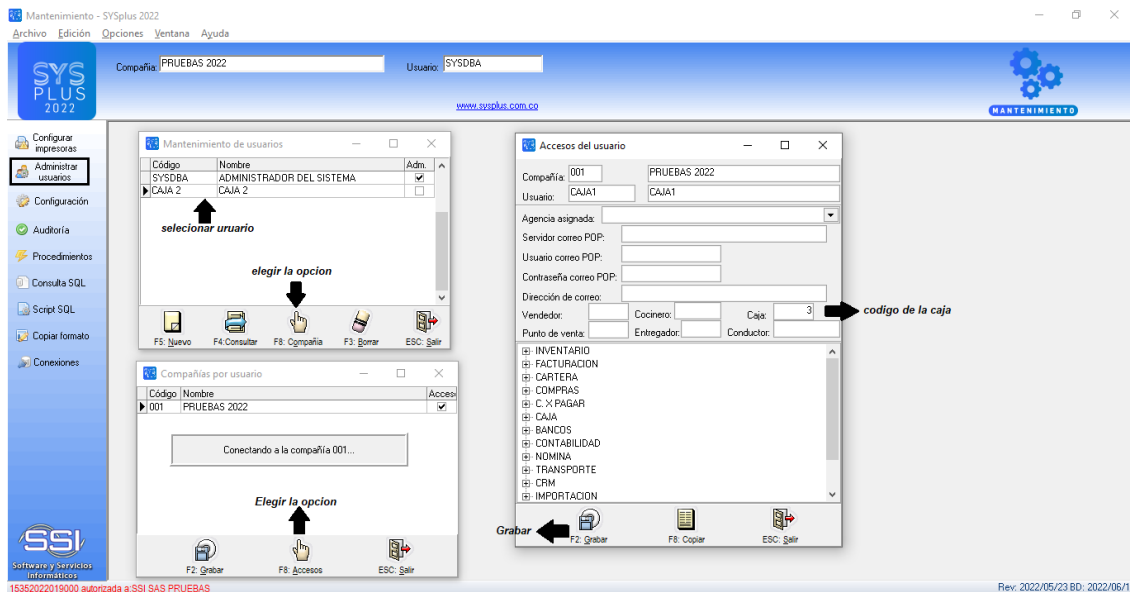 Mantenimiento - SYSplus 2022
Archivo Edición Opciones Ventana Ayuda
SYS
PLUS
2022
Compañia: PRUEBAS 2022
Usuario: SYSDBA
www.sysplus.com.co
MANTENIMIENTO
Configurar
impresoras
Administrar
usuarios
Configuración
Auditoría
Procedimientos
Consulta SQL
Script SQL
Copiar formato
Conexiones
SSI
Software y Servicios
Informáticos
Mantenimiento de usuarios
Código Nombre Adm.
SYSDBA ADMINISTRADOR DEL SISTEMA
CAJA 2 CAJA 2
selecionar uruario
elegir la opcion
F5: Nuevo F4:Consultar F8: Compañia F3: Borrar ESC: Salir
Compañías por usuario
Código Nombre Acces
001 PRUEBAS 2022
Conectando a la compañía 001...
Elegir la opcion
F2: Grabar F8: Accesos ESC: Salir
Accesos del usuario
Compañia: 001 PRUEBAS 2022
Usuario: CAJA1 CAJA1
Agencia asignada:
Servidor correo POP:
Usuario correo POP:
Contraseña correo POP:
Dirección de correo:
Vendedor: Cocinero: Caja: 3
codigo de la caja
Punto de venta: Entregador: Conductor:
INVENTARIO
FACTURACION
CARTERA
COMPRAS
C. X PAGAR
CAJA
BANCOS
CONTABILIDAD
NOMINA
TRANSPORTE
CRM
IMPORTACION
Grabar
F2: Grabar F8: Copiar ESC: Salir
15352022019000 autorizada a:SSI SAS PRUEBAS
Rev: 2022/05/23 BD: 2022/06/1